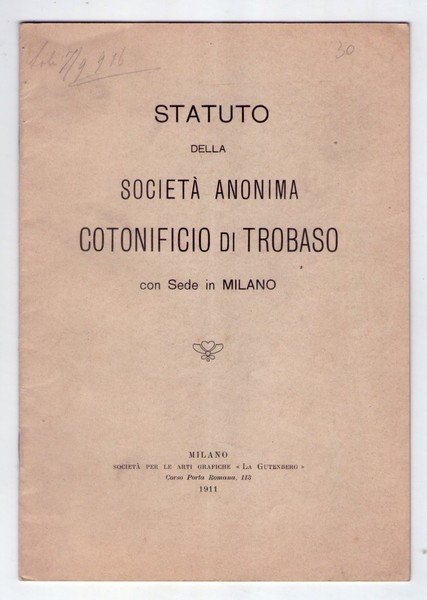 30
STATUTO
DELLA
SOCIETÀ ANONIMA
COTONIFICIO DI TROBASO
con Sede in MILANO
MILANO
SOCIETÀ PER LE ARTI GRAFICHE « LA GUTENBERG »
Corso Porta Romana, 113
1911